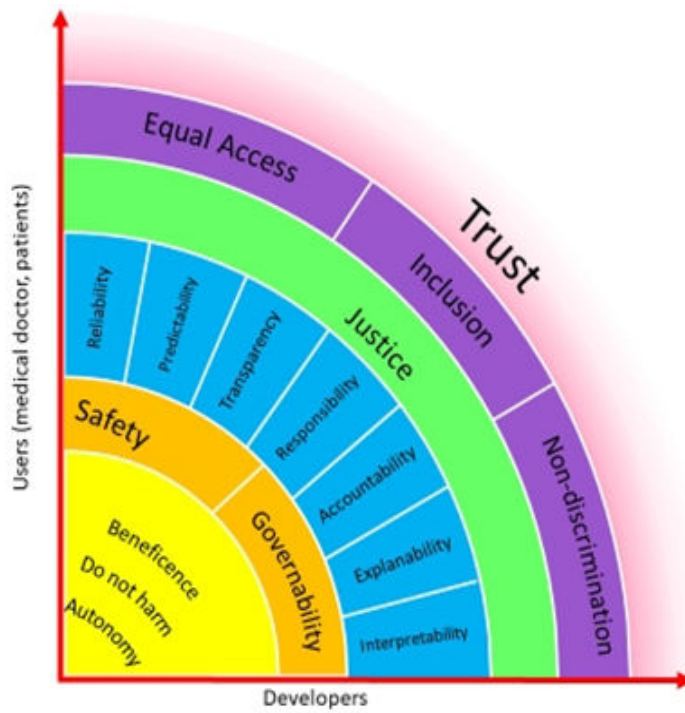 Trust
Equal Access
Inclusion
Non-discrimination
Justice
Reliability
Predictability
Transparency
Responsibility
Accountability
Explanability
Interpretability
Safety
Governability
Beneficence
Do not harm
Autonomy
Users (medical doctor, patients)
Developers